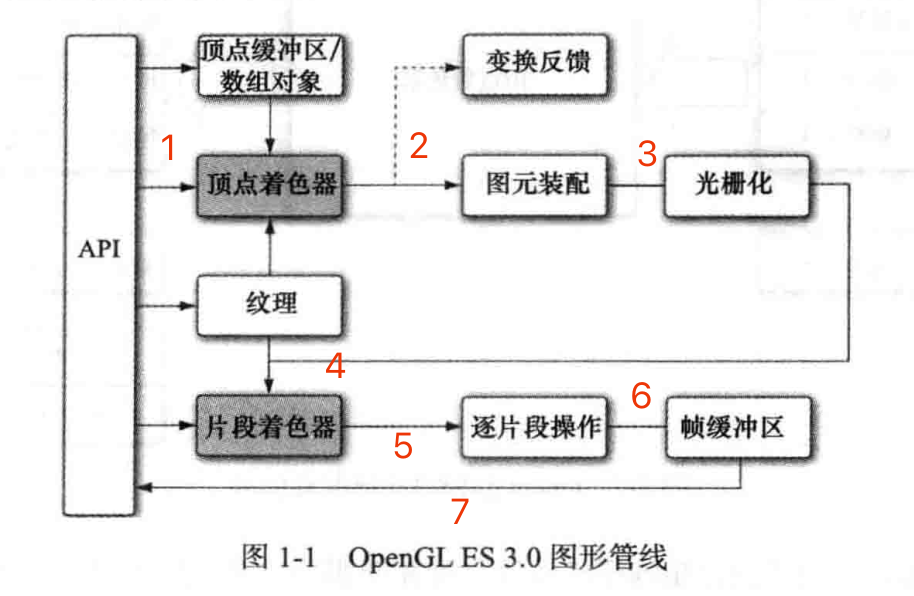 API
顶点缓冲区/
数组对象
变换反馈
1
2
3
顶点着色器
图元装配
光栅化
纹理
4
片段着色器
5
逐片段操作
6
帧缓冲区
7
图 1-1 OpenGL ES 3.0 图形管线